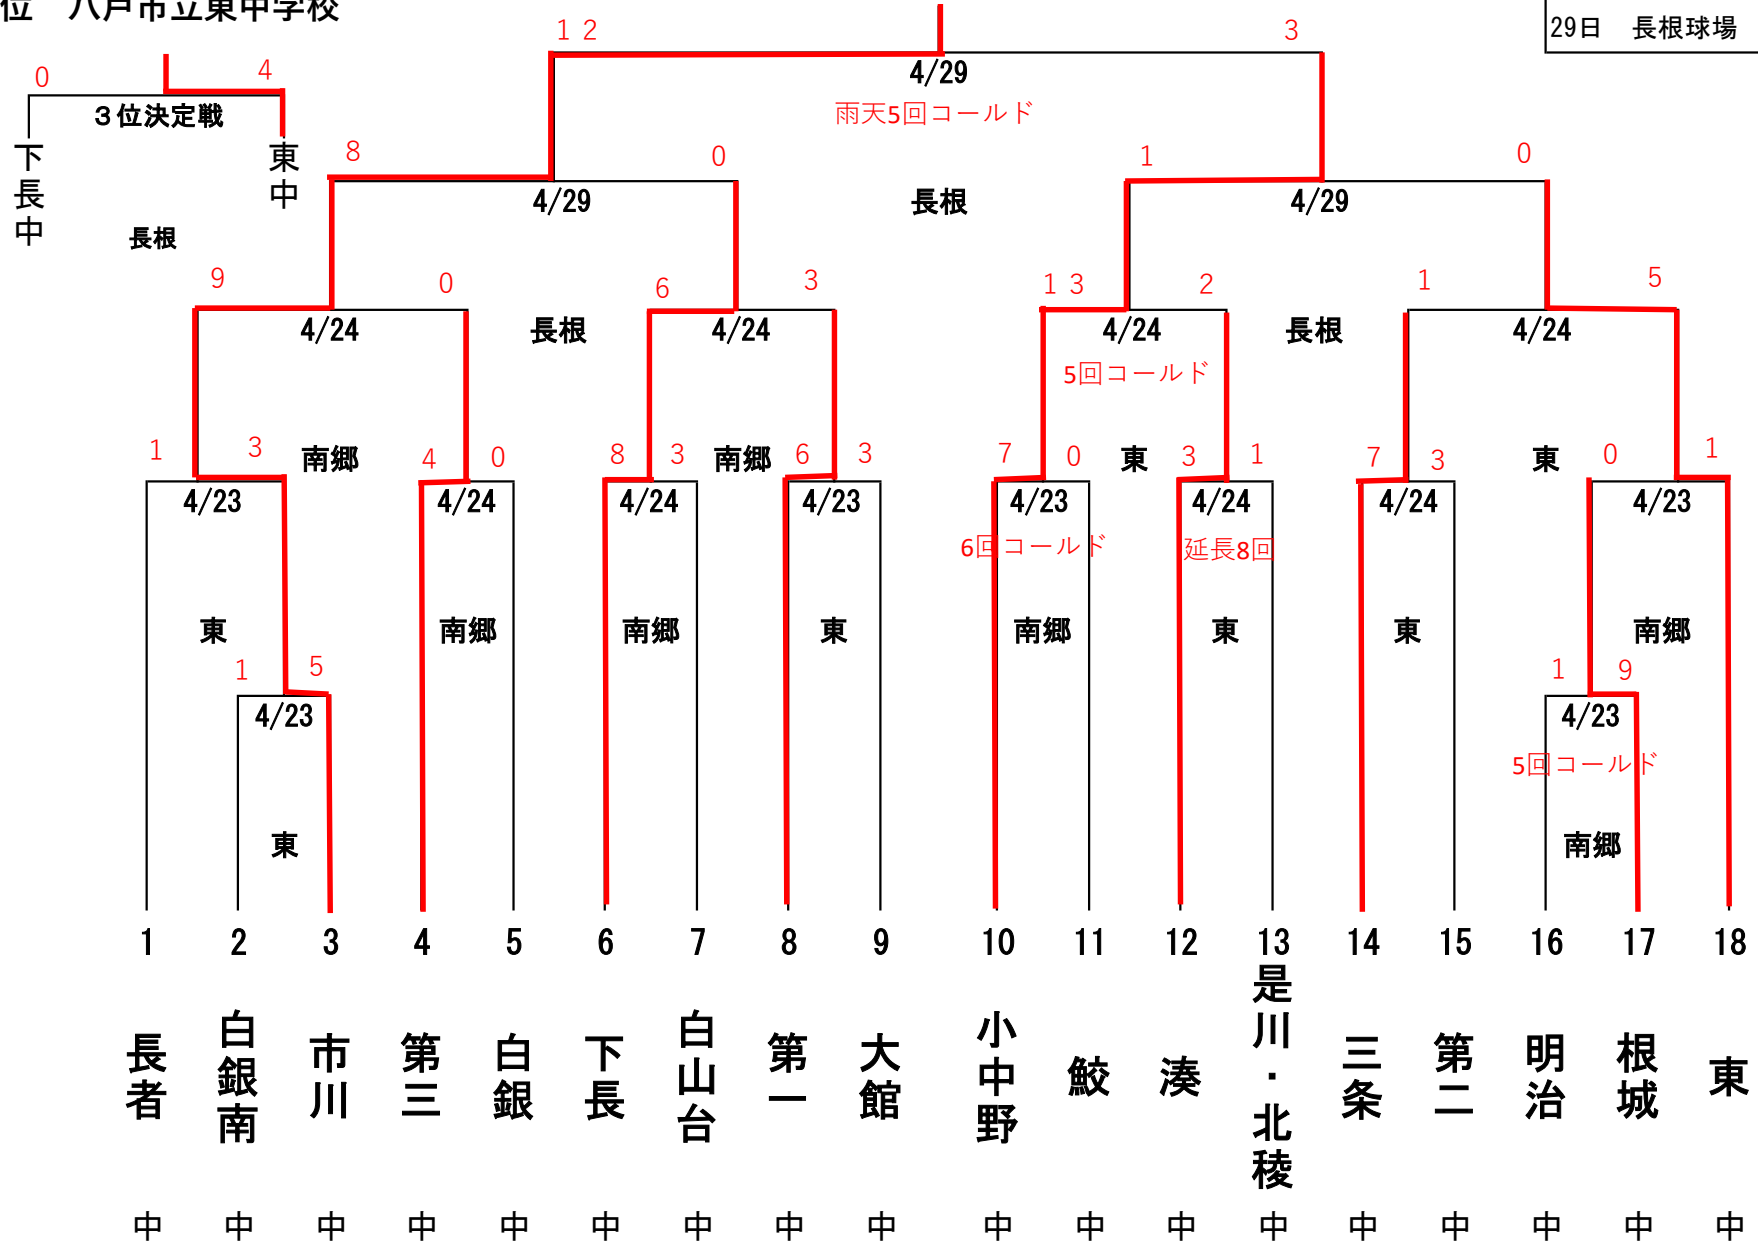 位　八戸市立東中学校
29日　長根球場
12 3
4/29
雨天5回コールド
0 4
３位決定戦
下長中 東中
長根
8 0 1 0
4/29 長根 4/29
9 0 6 3 13 2 1 5
4/24 長根 4/24 4/24 長根 4/24
5回コールド
南郷 南郷 東 東
1 3 4 0 8 3 6 3 7 0 3 1 7 3 0 1
4/23 4/24 4/24 4/23 4/23 4/24 4/24 4/23
6回コールド 延長8回
東 南郷 南郷 東 南郷 東 東 南郷
1 5 1 9
4/23 4/23
5回コールド
東 南郷
1 2 3 4 5 6 7 8 9 10 11 12 13 14 15 16 17 18
長者 白銀南 市川 第三 白銀 下長 白山台 第一 大館 小中野 鮫 湊 是川・北稜 三条 第二 明治 根城 東
中 中 中 中 中 中 中 中 中 中 中 中 中 中 中 中 中 中